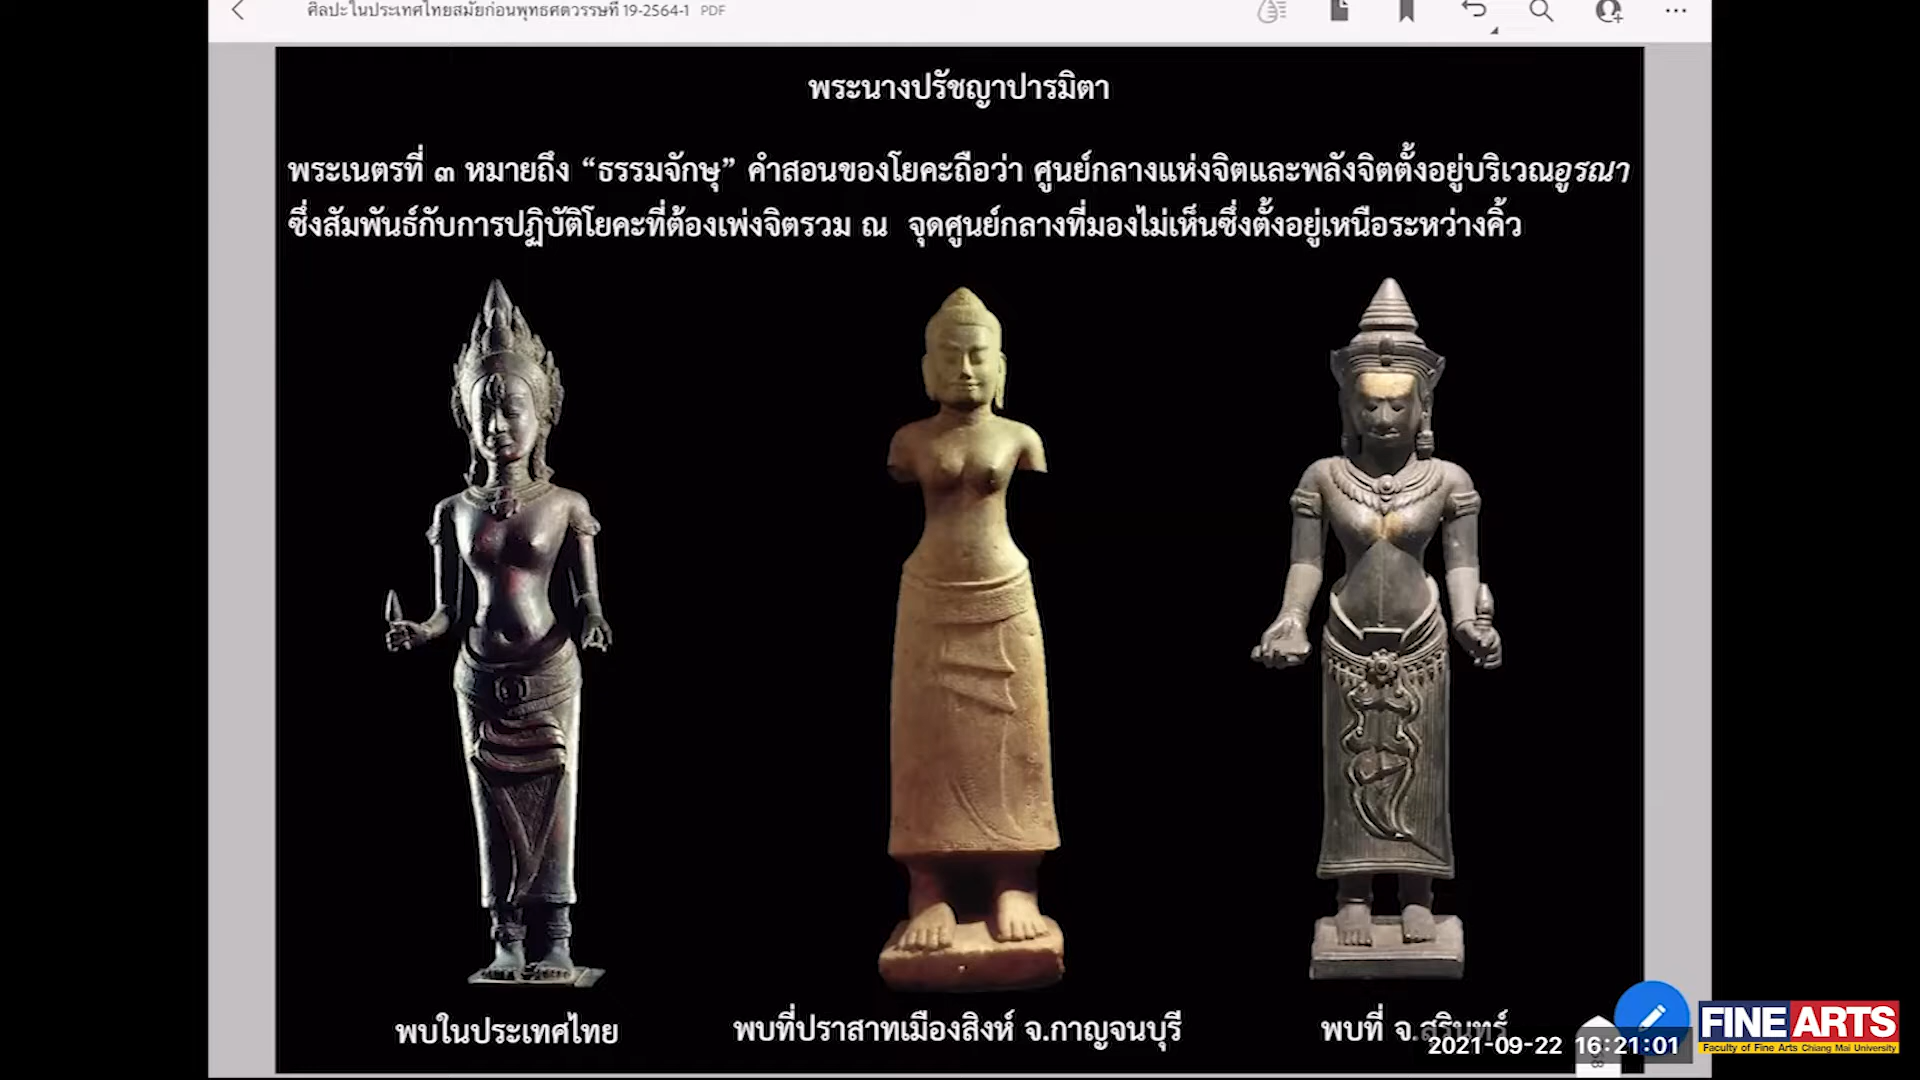 ศิลปะในประเทศไทยสมัยก่อนพุทธศตวรรษที่ 19-2564-1 PDF
พระนางปรัชญาปารมิตา
พระเนตรที่ ๓ หมายถึง “ธรรมจักษุ” คำสอนของโยคะถือว่า ศูนย์กลางแห่งจิตและพลังจิตตั้งอยู่บริเวณอูรณา
ซึ่งสัมพันธ์กับการปฏิบัติโยคะที่ต้องเพ่งจิตรวม ณ จุดศูนย์กลางที่มองไม่เห็นซึ่งตั้งอยู่เหนือระหว่างคิ้ว
พบในประเทศไทย
พบที่ปราสาทเมืองสิงห์ จ.กาญจนบุรี
พบที่ จ.สุรินทร์
2021-09-22 16:21:01
FINE ARTS
Faculty of Fine Arts Chiang Mai University